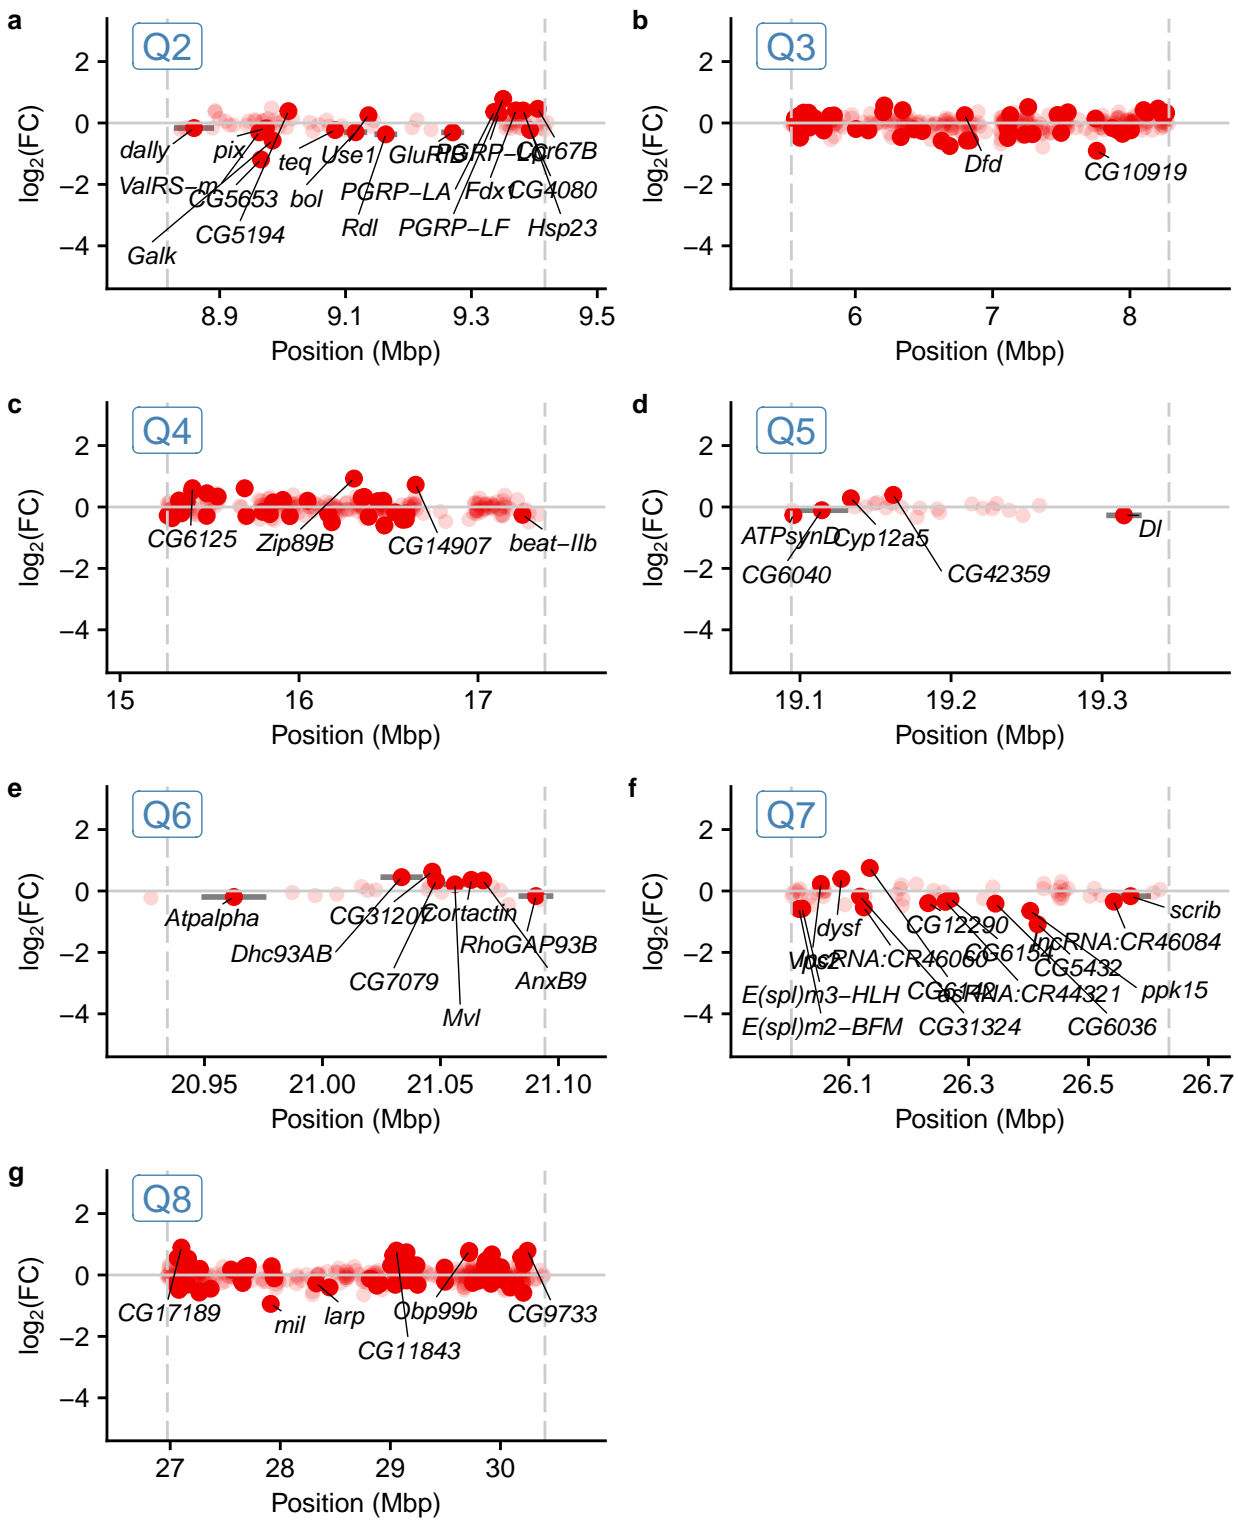 a
Q2
log2(FC)
2
0
−2
−4
dally
pix
teq
Use1
GluRIB
PGRP−LB
Ccr67B
ValRS−m
CG5653
bol
PGRP−LA
Fdx1
CG4080
CG5194
Rdl
PGRP−LF
Hsp23
Galk
8.9
9.1
9.3
9.5
Position (Mbp)
b
Q3
log2(FC)
2
0
−2
−4
Dfd
CG10919
6
7
8
Position (Mbp)
c
Q4
log2(FC)
2
0
−2
−4
CG6125
Zip89B
CG14907
beat−IIb
15
16
17
Position (Mbp)
d
Q5
log2(FC)
2
0
−2
−4
ATPsynD
Cyp12a5
Dl
CG6040
CG42359
19.1
19.2
19.3
Position (Mbp)
e
Q6
log2(FC)
2
0
−2
−4
Atpalpha
CG31207
Cortactin
Dhc93AB
RhoGAP93B
CG7079
AnxB9
Mvl
20.95
21.00
21.05
21.10
Position (Mbp)
f
Q7
log2(FC)
2
0
−2
−4
scrib
dysf
CG12290
lncRNA:CR46084
Vps2
lncRNA:CR46060
CG6154
CG5432
E(spl)m3−HLH
CG6142
asRNA:CR44321
ppk15
E(spl)m2−BFM
CG31324
CG6036
26.1
26.3
26.5
26.7
Position (Mbp)
g
Q8
log2(FC)
2
0
−2
−4
CG17189
mil
larp
Obp99b
CG9733
CG11843
27
28
29
30
Position (Mbp)